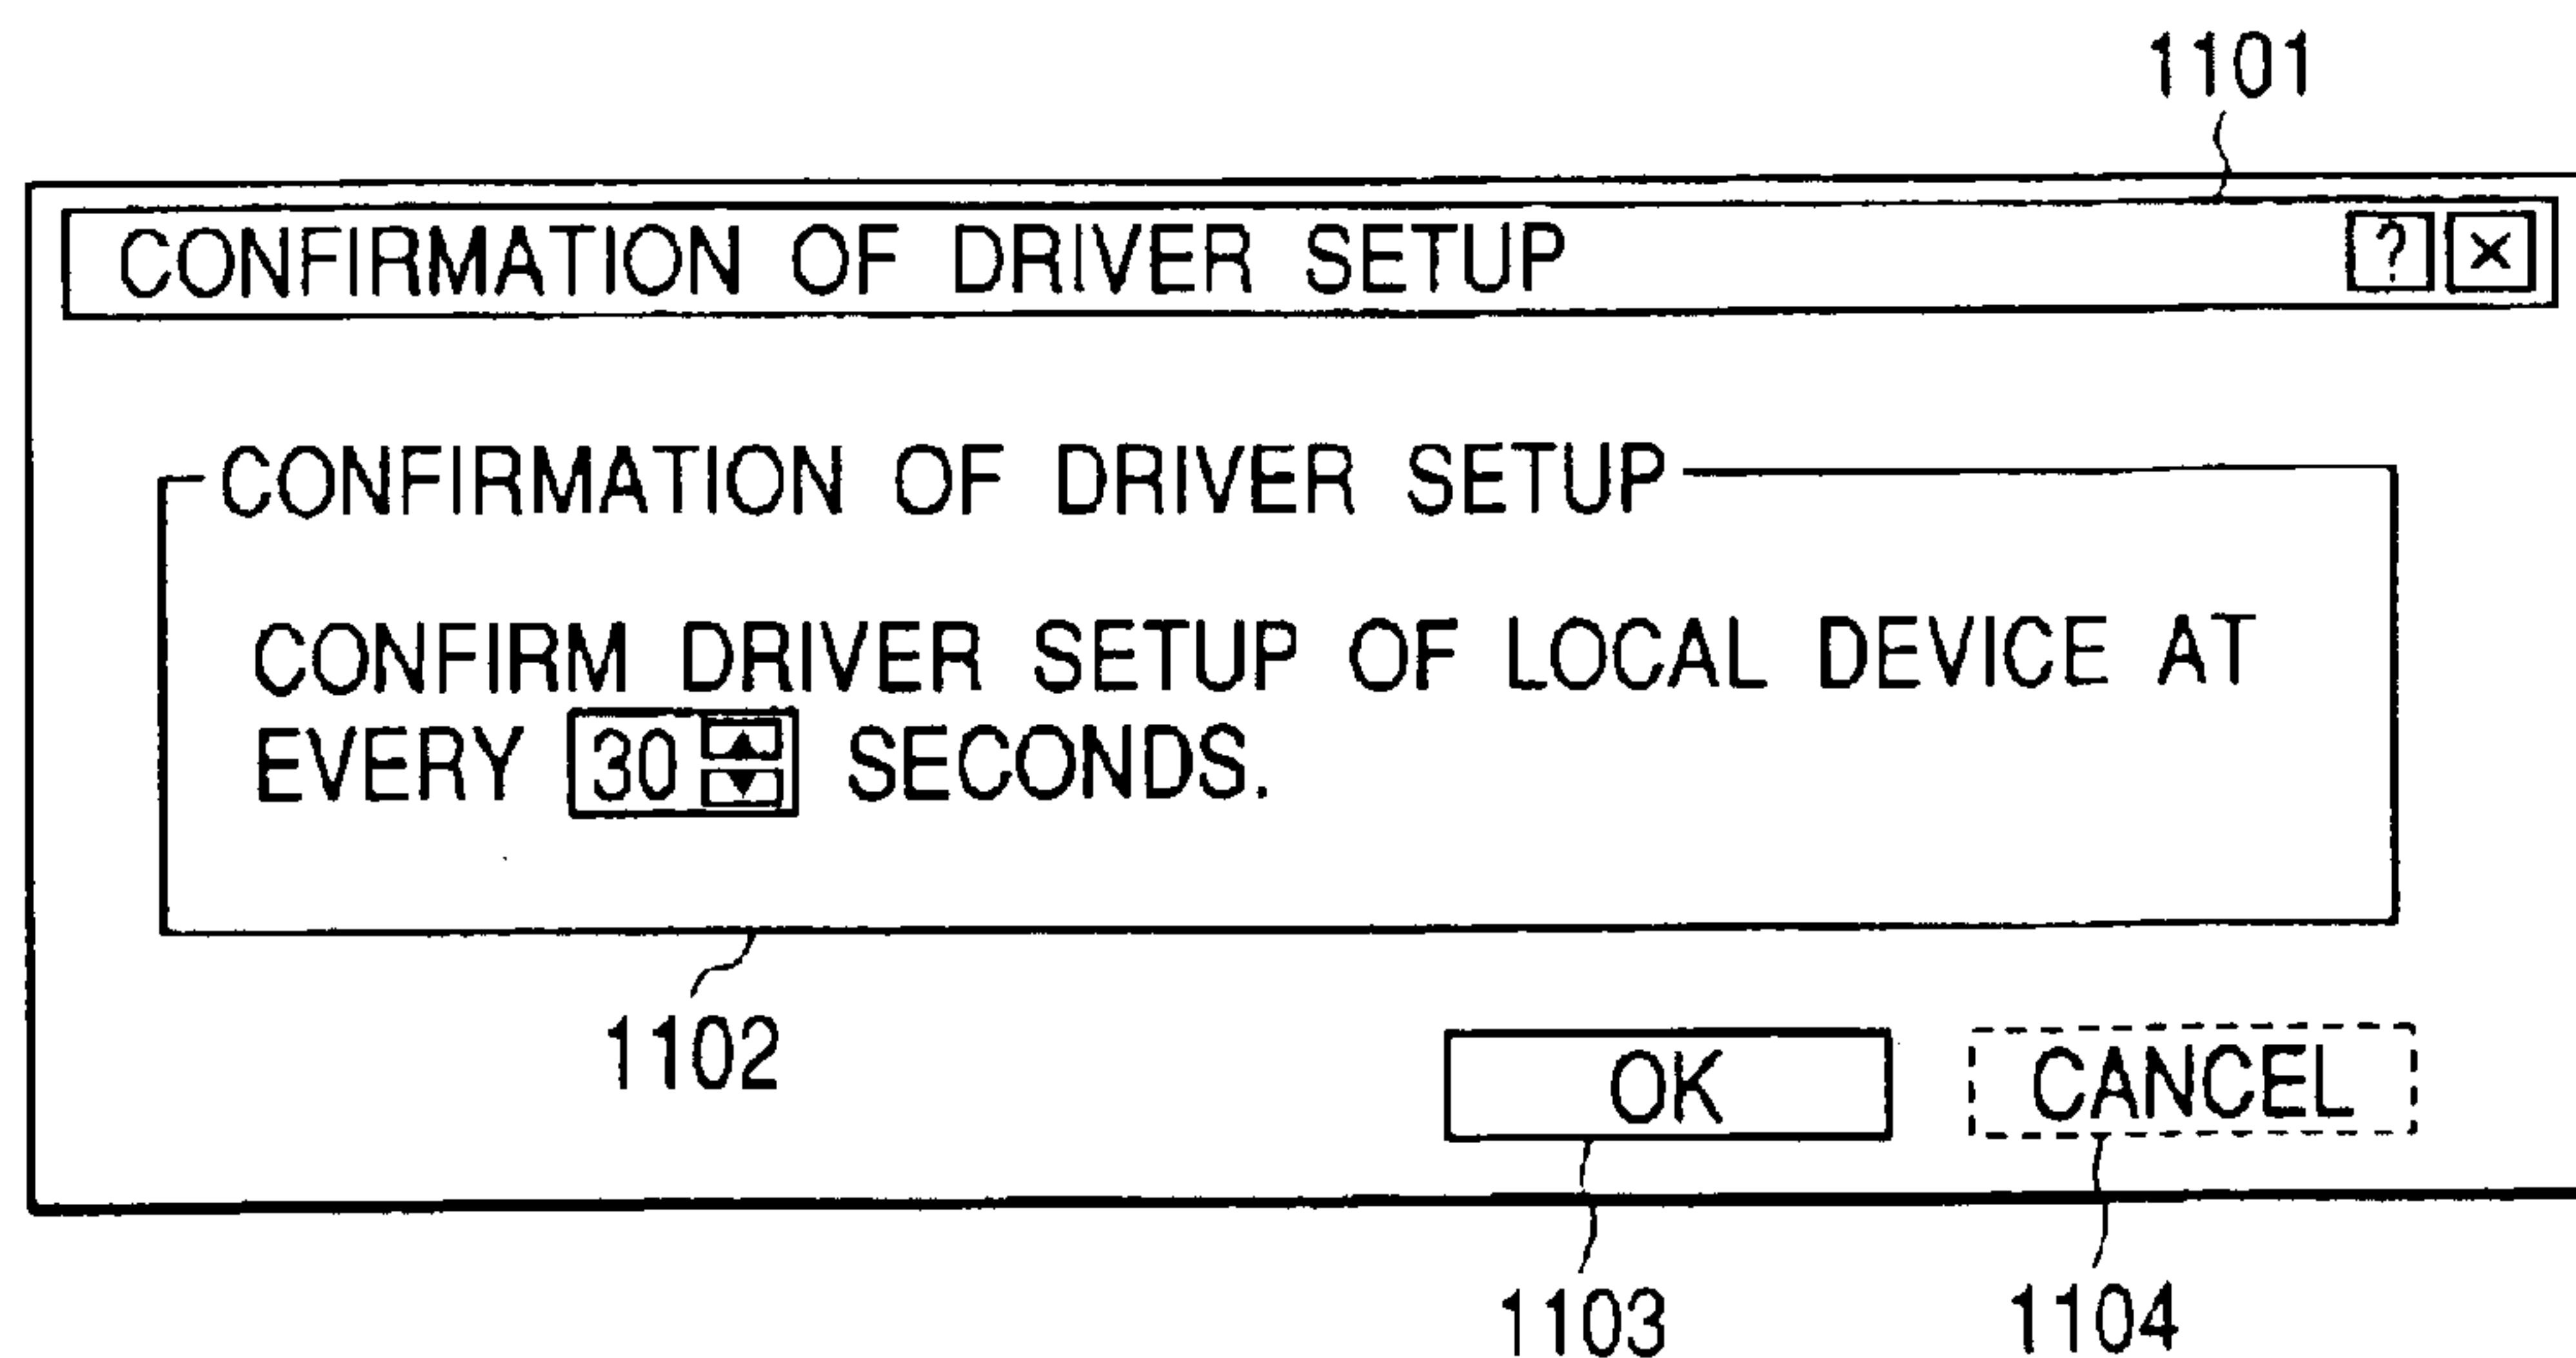 1101
CONFIRMATION OF DRIVER SETUP ? ×
CONFIRMATION OF DRIVER SETUP
CONFIRM DRIVER SETUP OF LOCAL DEVICE AT
EVERY 30 SECONDS.
1102
OK CANCEL
1103 1104